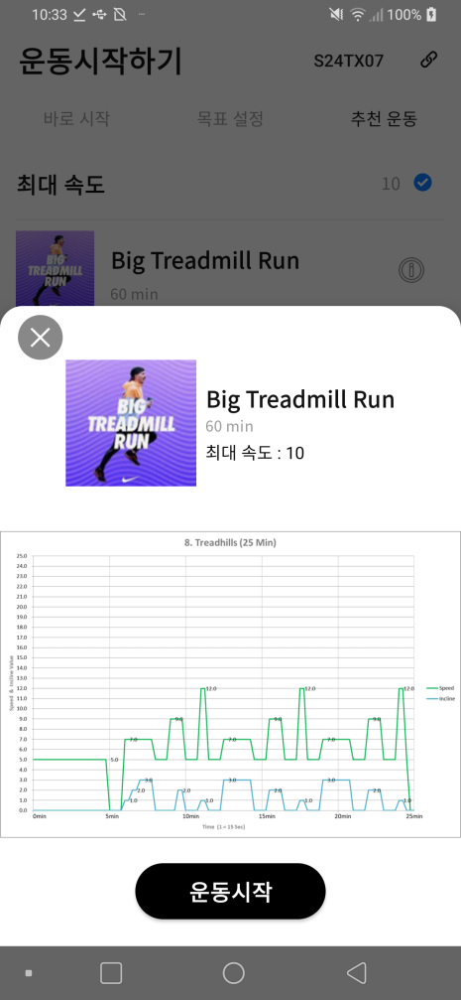 10:33
100%
운동시작하기
S24TX07
바로 시작
목표 설정
추천 운동
최대 속도
10
BIG
TREADMILL
RUN
Big Treadmill Run
60 min
BIG
TREADMILL
RUN
Big Treadmill Run
60 min
최대 속도 : 10
8. Treadhills (25 Min)
Speed & Incline Value
25.0
24.0
23.0
22.0
21.0
20.0
19.0
18.0
17.0
16.0
15.0
14.0
13.0
12.0
11.0
10.0
9.0
8.0
7.0
6.0
5.0
4.0
3.0
2.0
1.0
0.0
12.0 12.0 12.0
9.0 9.0 9.0
7.0 7.0 7.0
5.0
3.0 3.0 3.0
2.0 2.0 2.0 2.0
1.0 1.0 1.0 1.0
Speed
Incline
0min 5min 10min 15min 20min 25min
Time (1 = 15 Sec)
운동시작